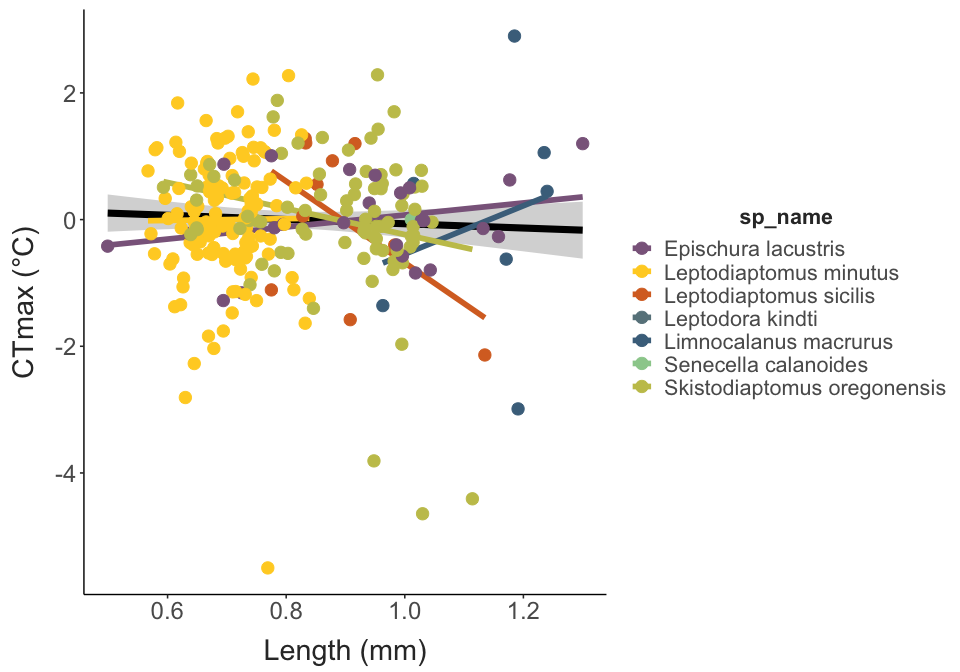 2
0
-2
-4
CTmax (°C)
0.6 0.8 1.0 1.2
Length (mm)
sp_name
Epischura lacustris
Leptodiaptomus minutus
Leptodiaptomus sicilis
Leptodora kindti
Limnocalanus macrurus
Senecella calanoides
Skistodiaptomus oregonensis